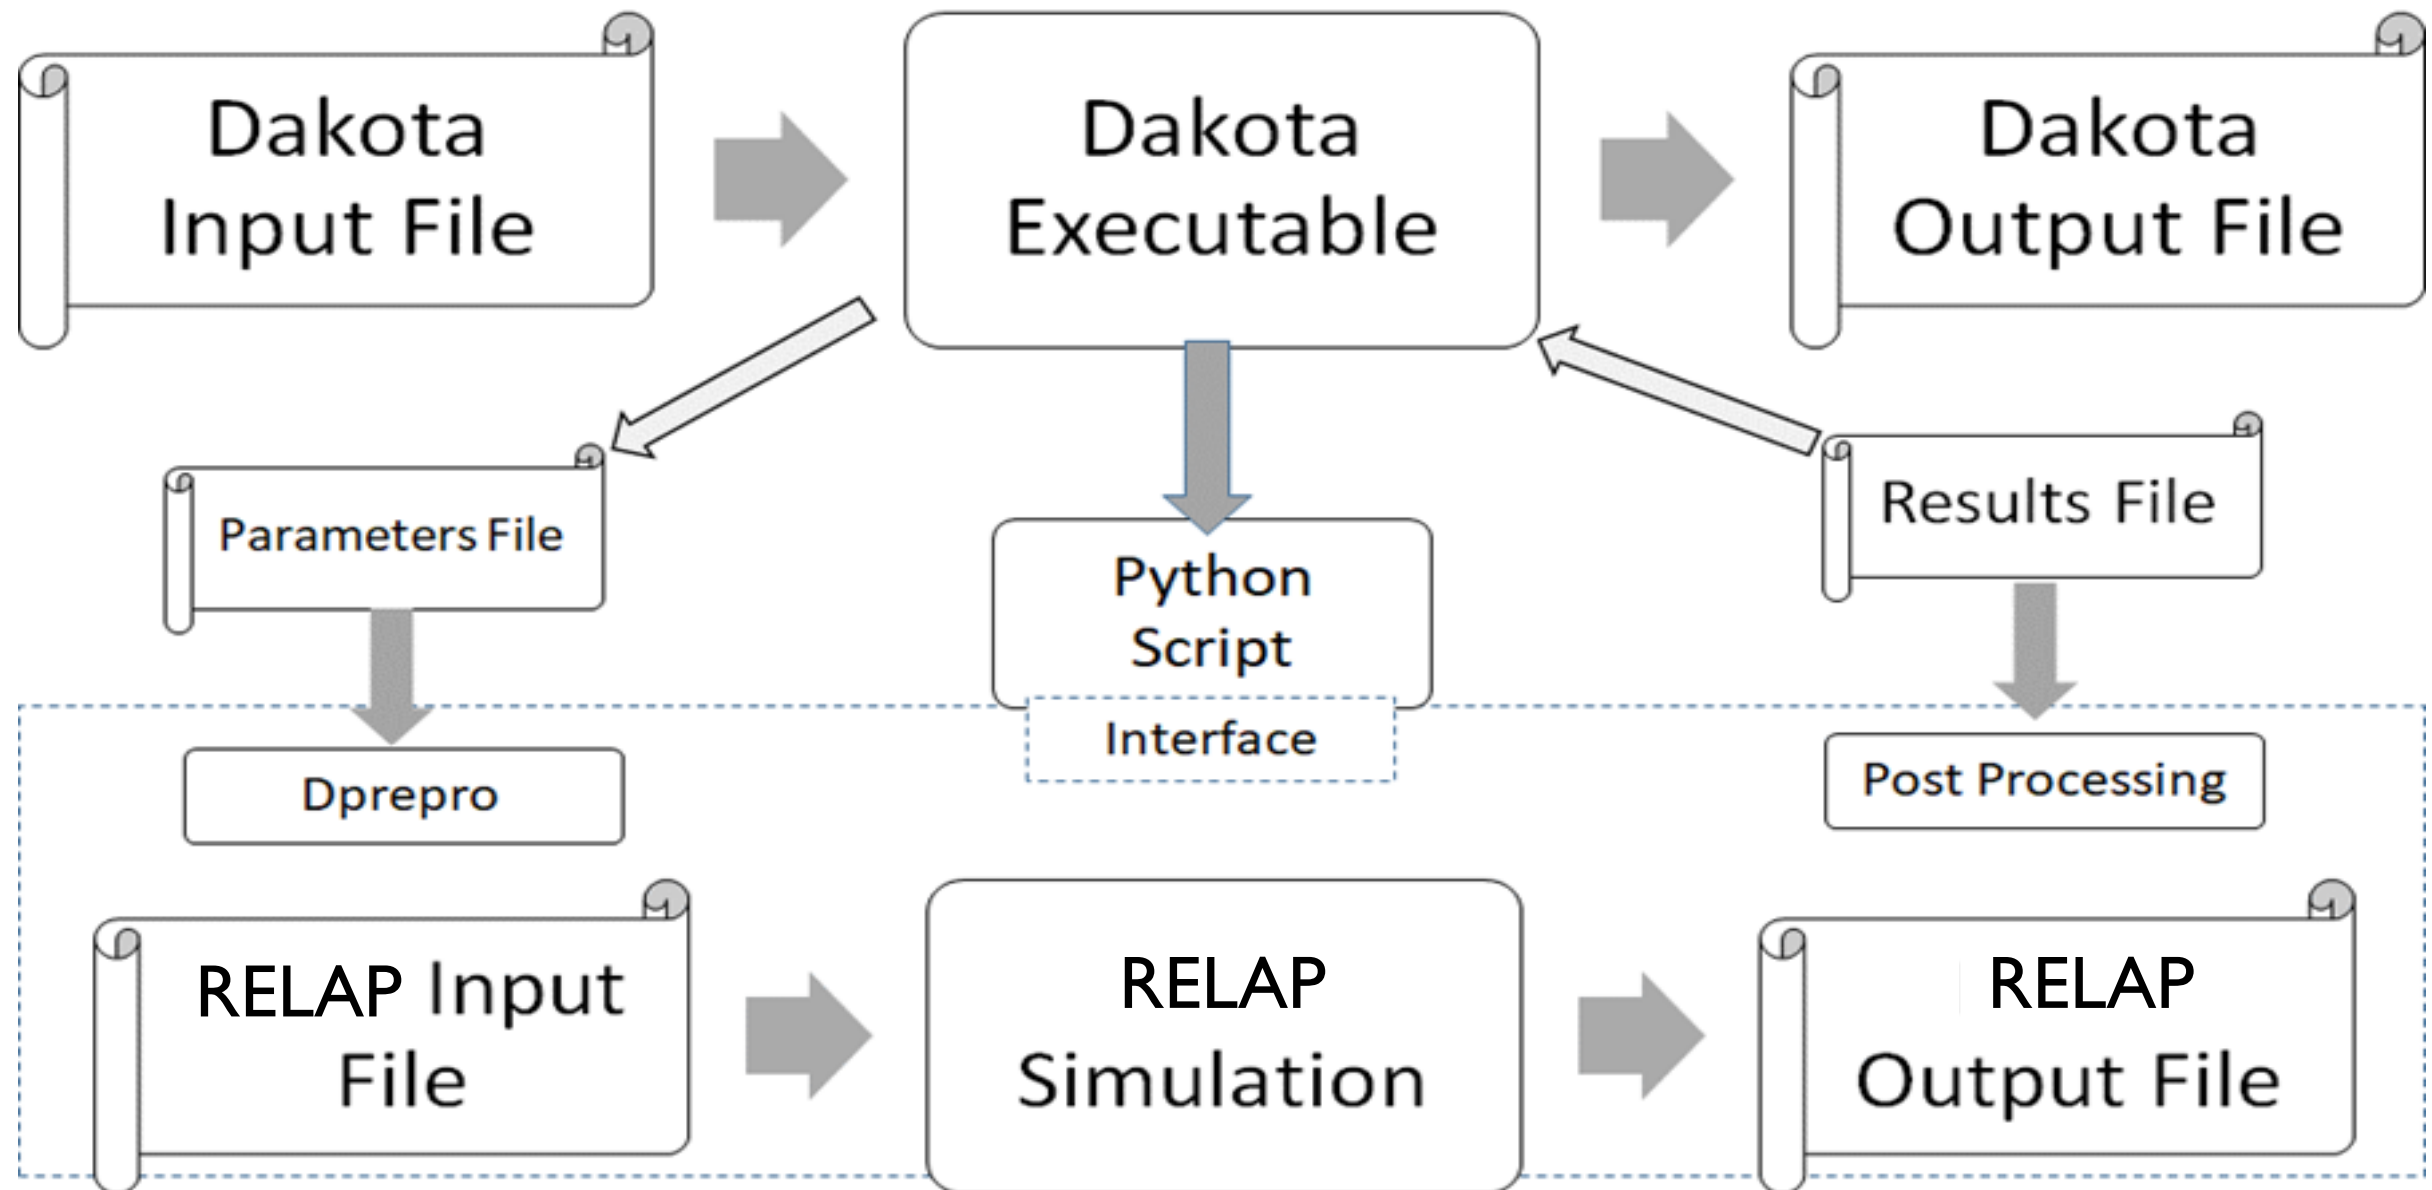 Dakota
Input File
Dakota
Executable
Dakota
Output File
Parameters File
Python
Script
Results File
Interface
Dprepro
Post Processing
RELAP Input
File
RELAP
Simulation
RELAP
Output File